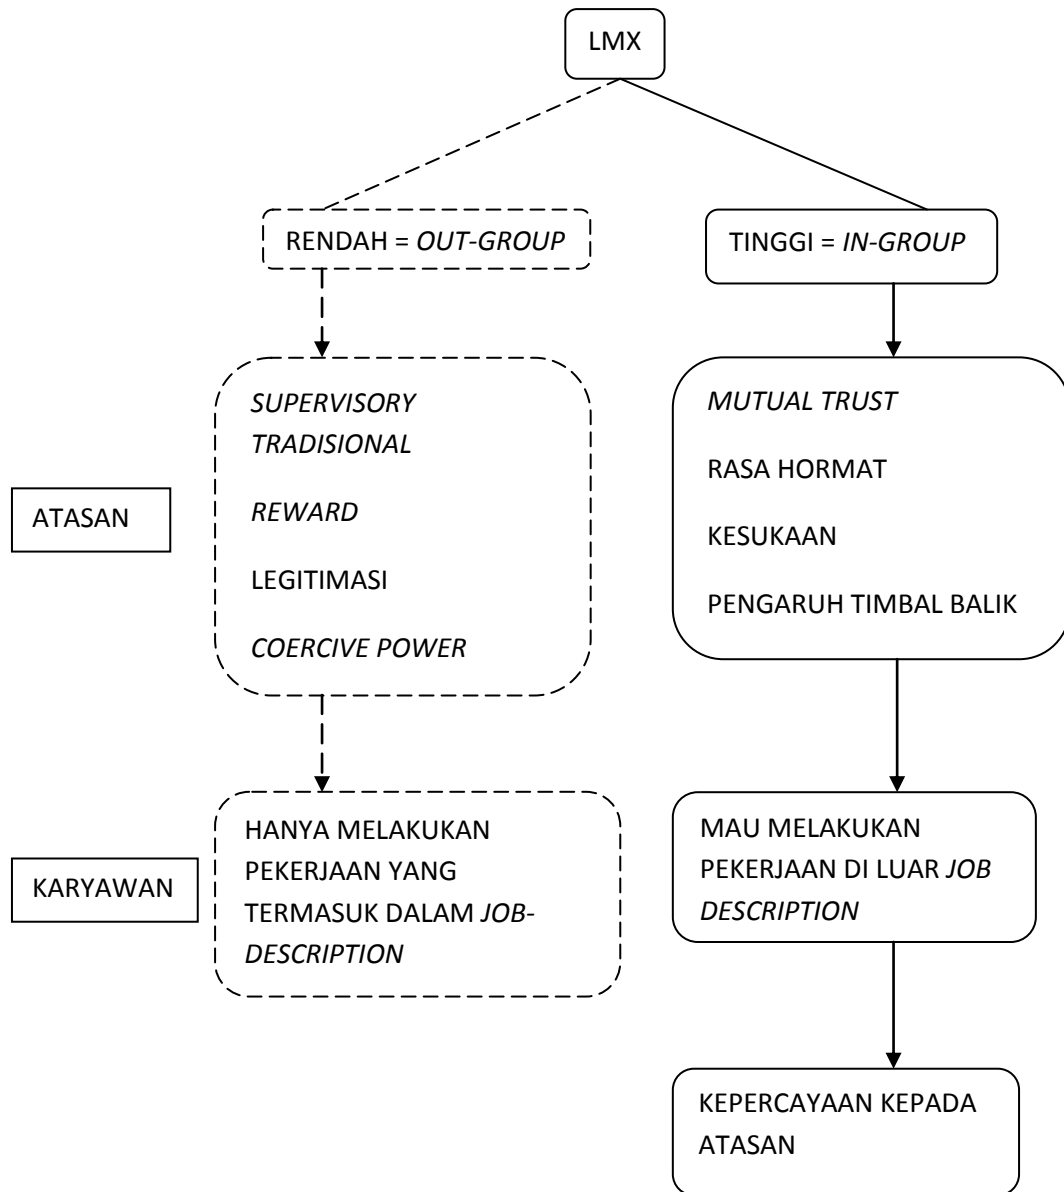 LMX
RENDAH = OUT-GROUP
TINGGI = IN-GROUP
ATASAN
SUPERVISORY
TRADISIONAL
REWARD
LEGITIMASI
COERCIVE POWER
MUTUAL TRUST
RASA HORMAT
KESUKAAN
PENGARUH TIMBAL BALIK
KARYAWAN
HANYA MELAKUKAN
PEKERJAAN YANG
TERMASUK DALAM JOB-
DESCRIPTION
MAU MELAKUKAN
PEKERJAAN DI LUAR JOB
DESCRIPTION
KEPERCAYAAN KEPADA
ATASAN